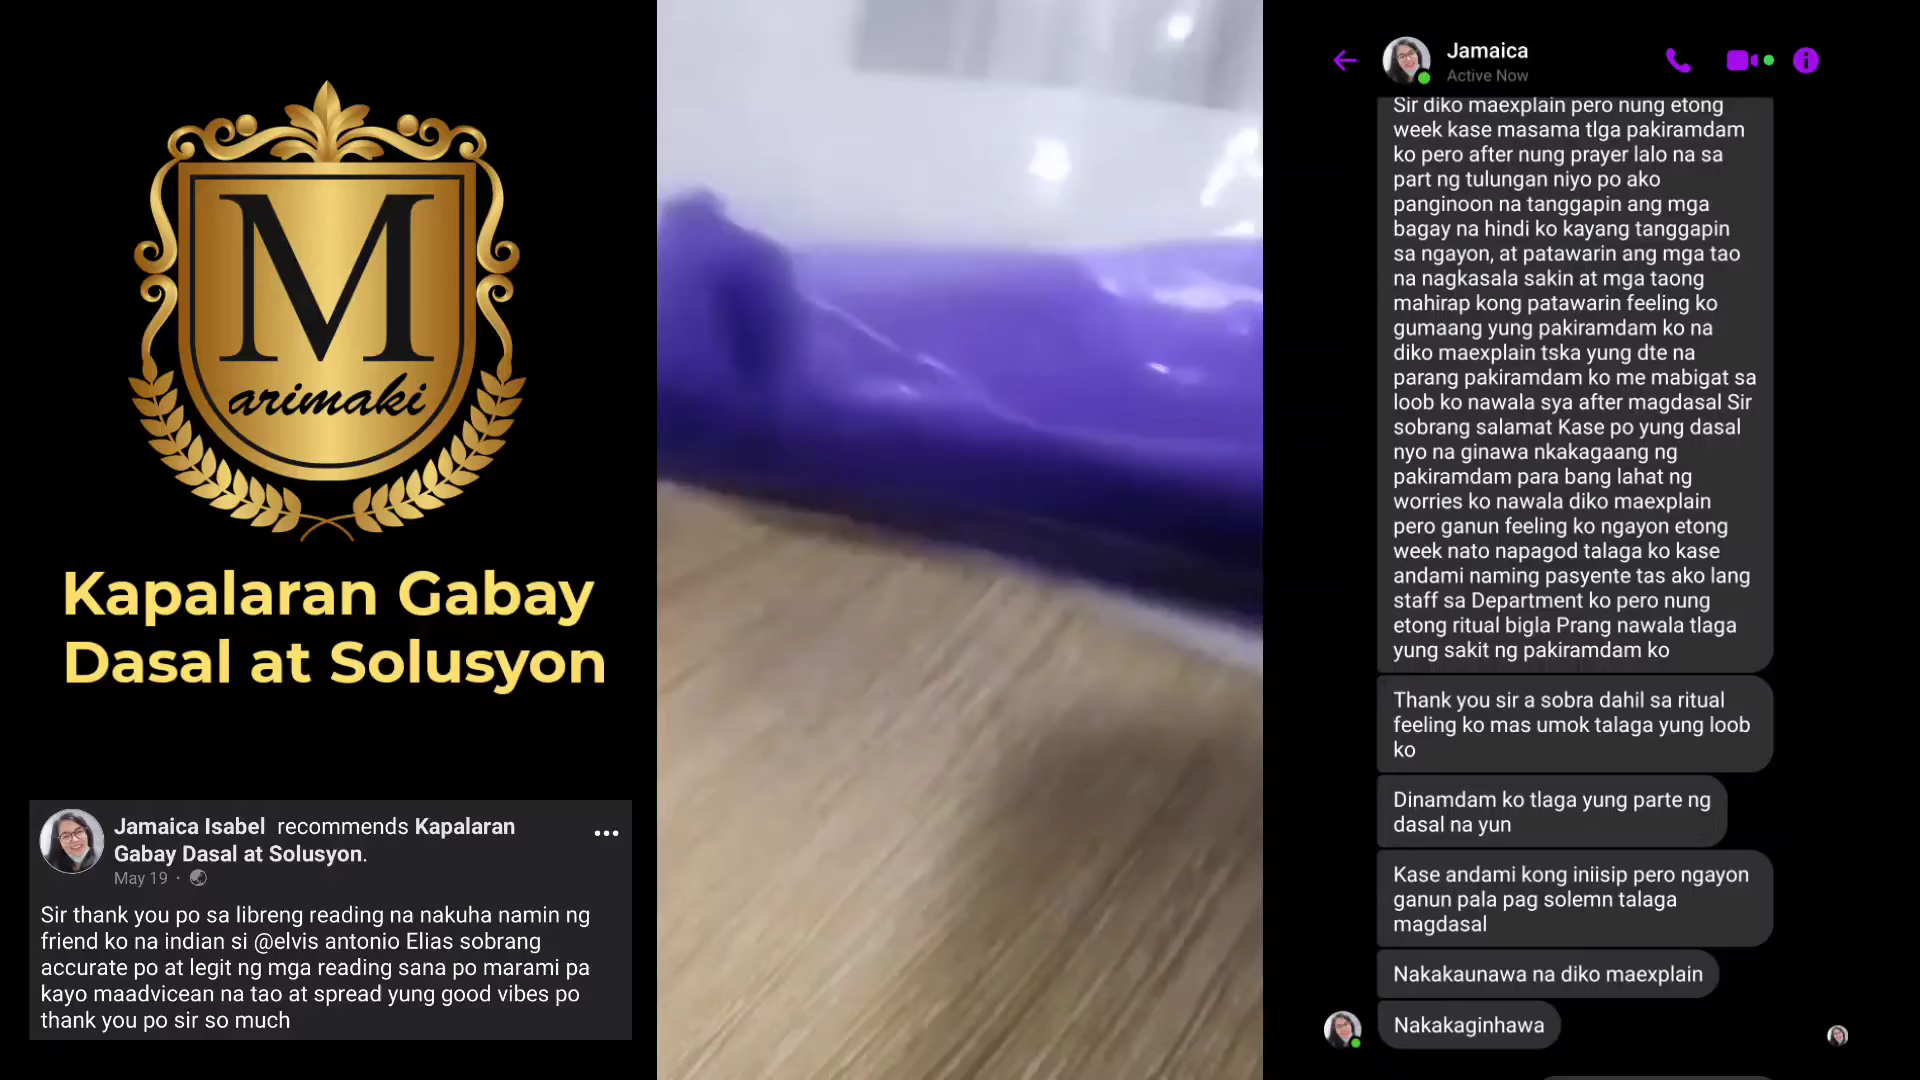 M
arimaki
Kapalaran Gabay
Dasal at Solusyon
Jamaica Isabel recommends Kapalaran
Gabay Dasal at Solusyon.
May 19 ·
Sir thank you po sa libreng reading na nakuha namin ng
friend ko na indian si @elvis antonio Elias sobrang
accurate po at legit ng mga reading sana po marami pa
kayo maadvicean na tao at spread yung good vibes po
thank you po sir so much
Jamaica
Active Now
Sir diko maexplain pero nung etong
week kase masama tlga pakiramdam
ko pero after nung prayer lalo na sa
part ng tulungan niyo po ako
panginoon na tanggapin ang mga
bagay na hindi ko kayang tanggapin
sa ngayon, at patawarin ang mga tao
na nagkasala sakin at mga taong
mahirap kong patawarin feeling ko
gumaang yung pakiramdam ko na
diko maexplain tska yung dte na
parang pakiramdam ko me mabigat sa
loob ko nawala sya after magdasal Sir
sobrang salamat Kase po yung dasal
nyo na ginawa nkakagaang ng
pakiramdam para bang lahat ng
worries ko nawala diko maexplain
pero ganun feeling ko ngayon etong
week nato napagod talaga ko kase
andami naming pasyente tas ako lang
staff sa Department ko pero nung
etong ritual bigla Prang nawala tlaga
yung sakit ng pakiramdam ko
Thank you sir a sobra dahil sa ritual
feeling ko mas umok talaga yung loob
ko
Dinamdam ko tlaga yung parte ng
dasal na yun
Kase andami kong iniisip pero ngayon
ganun pala pag solemn talaga
magdasal
Nakakaunawa na diko maexplain
Nakakaginhawa